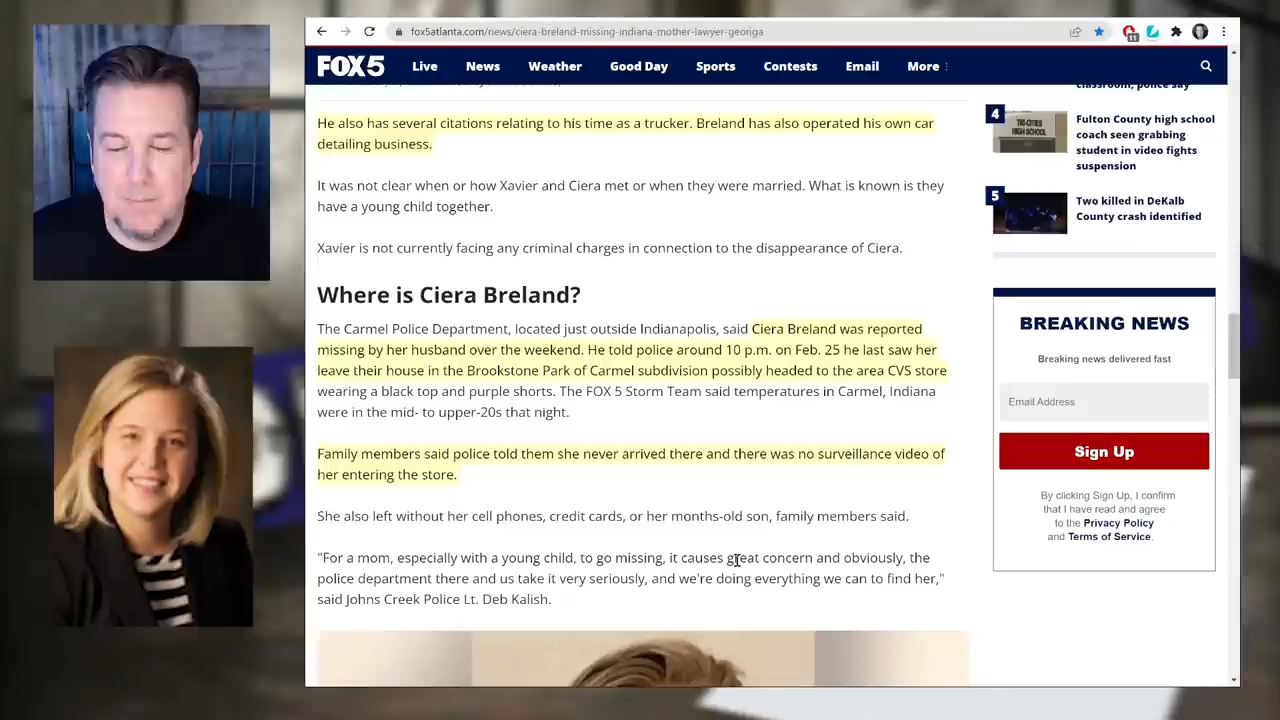 fox5atlanta.com/news/ciera-breland-missing-indiana-mother-lawyer-georiga
11
FOX 5 Live News Weather Good Day Sports Contests Email More
He also has several citations relating to his time as a trucker. Breland has also operated his own car
detailing business.
It was not clear when or how Xavier and Ciera met or when they were married. What is known is they
have a young child together.
Xavier is not currently facing any criminal charges in connection to the disappearance of Ciera.
Where is Ciera Breland?
The Carmel Police Department, located just outside Indianapolis, said Ciera Breland was reported
missing by her husband over the weekend. He told police around 10 p.m. on Feb. 25 he last saw her
leave their house in the Brookstone Park of Carmel subdivision possibly headed to the area CVS store
wearing a black top and purple shorts. The FOX 5 Storm Team said temperatures in Carmel, Indiana
were in the mid- to upper-20s that night.
Family members said police told them she never arrived there and there was no surveillance video of
her entering the store.
She also left without her cell phones, credit cards, or her months-old son, family members said.
"For a mom, especially with a young child, to go missing, it causes great concern and obviously, the
police department there and us take it very seriously, and we're doing everything we can to find her,"
said Johns Creek Police Lt. Deb Kalish.
classroom, police say
4
TRI-CITIES
HIGH SCHOOL
Fulton County high school
coach seen grabbing
student in video fights
suspension
5
Two killed in DeKalb
County crash identified
BREAKING NEWS
Breaking news delivered fast
Email Address
Sign Up
By clicking Sign Up, I confirm
that I have read and agree
to the Privacy Policy
and Terms of Service.